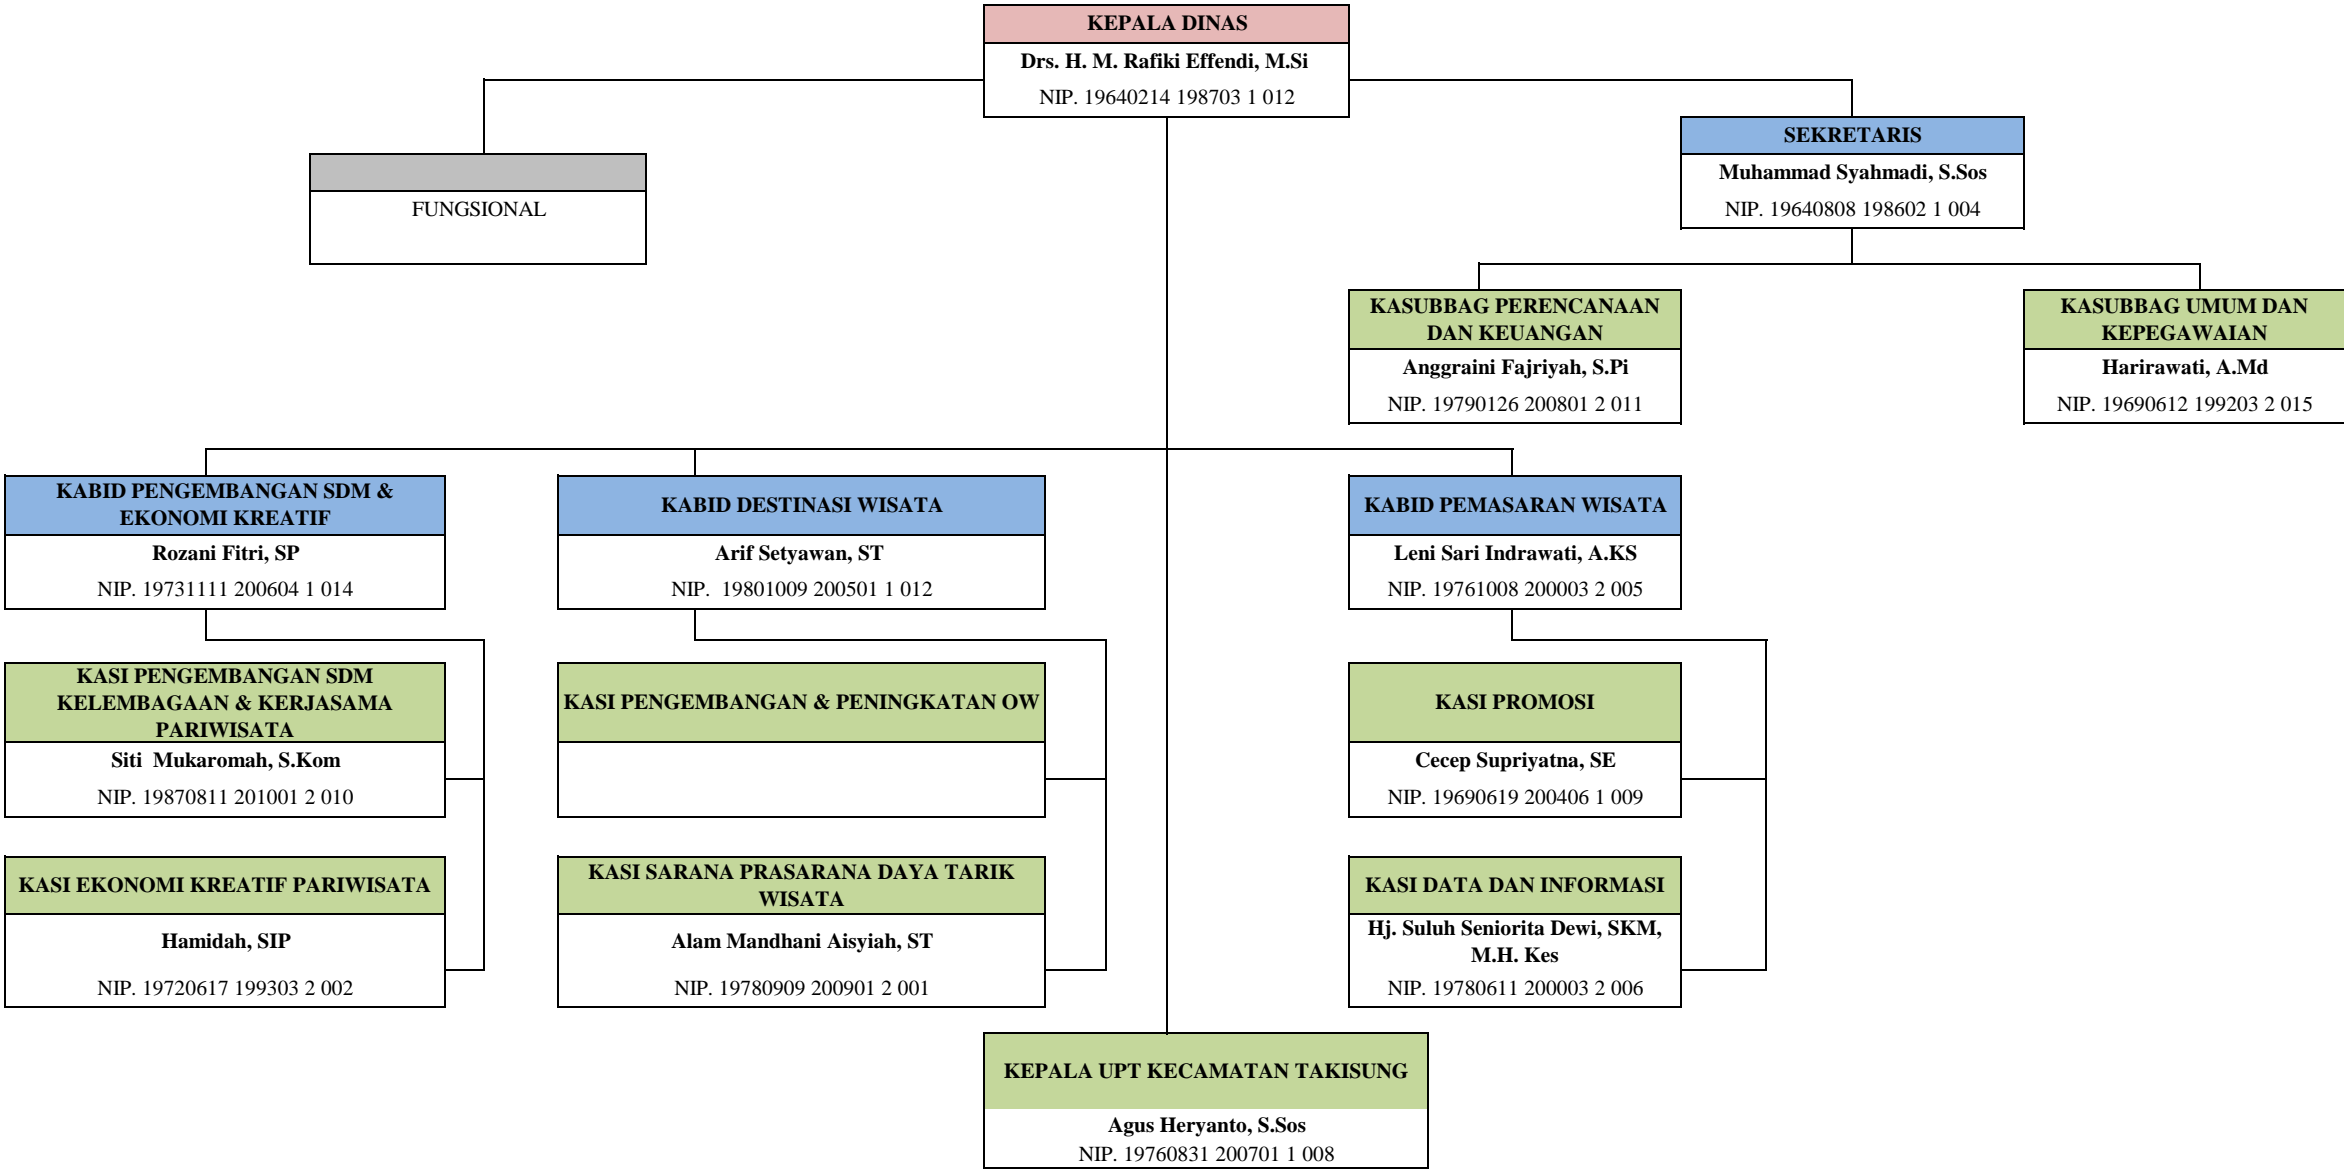 KEPALA DINAS
Drs. H. M. Rafiki Effendi, M.Si
NIP. 19640214 198703 1 012
SEKRETARIS
Muhammad Syahmadi, S.Sos
NIP. 19640808 198602 1 004
FUNGSIONAL
KASUBBAG PERENCANAAN
DAN KEUANGAN
Anggraini Fajriyah, S.Pi
NIP. 19790126 200801 2 011
KASUBBAG UMUM DAN
KEPEGAWAIAN
Harirawati, A.Md
NIP. 19690612 199203 2 015
KABID PENGEMBANGAN SDM &
EKONOMI KREATIF
Rozani Fitri, SP
NIP. 19731111 200604 1 014
KABID DESTINASI WISATA
Arif Setyawan, ST
NIP.  19801009 200501 1 012
KABID PEMASARAN WISATA
Leni Sari Indrawati, A.KS
NIP. 19761008 200003 2 005
KASI PENGEMBANGAN SDM
KELEMBAGAAN & KERJASAMA
PARIWISATA
Siti  Mukaromah, S.Kom
NIP. 19870811 201001 2 010
KASI PENGEMBANGAN & PENINGKATAN OW
KASI PROMOSI
Cecep Supriyatna, SE
NIP. 19690619 200406 1 009
KASI EKONOMI KREATIF PARIWISATA
Hamidah, SIP
NIP. 19720617 199303 2 002
KASI SARANA PRASARANA DAYA TARIK
WISATA
Alam Mandhani Aisyiah, ST
NIP. 19780909 200901 2 001
KASI DATA DAN INFORMASI
Hj. Suluh Seniorita Dewi, SKM,
M.H. Kes
NIP. 19780611 200003 2 006
KEPALA UPT KECAMATAN TAKISUNG
Agus Heryanto, S.Sos
NIP. 19760831 200701 1 008